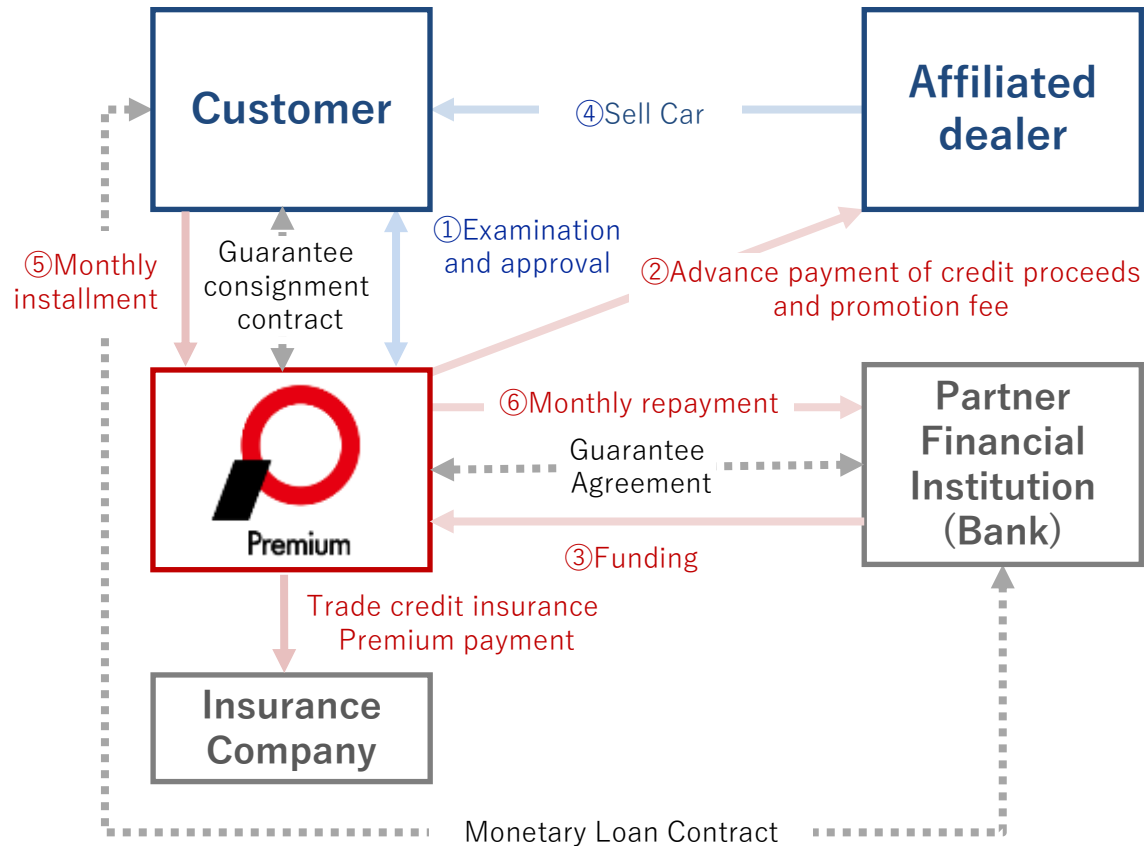 Customer
Affiliated
dealer
④Sell Car
①Examination
and approval
⑤Monthly
installment
Guarantee
consignment
contract
②Advance payment of credit proceeds
and promotion fee
Premium
⑥Monthly repayment
Guarantee
Agreement
③Funding
Partner
Financial
Institution
(Bank)
Trade credit insurance
Premium payment
Insurance
Company
Monetary Loan Contract